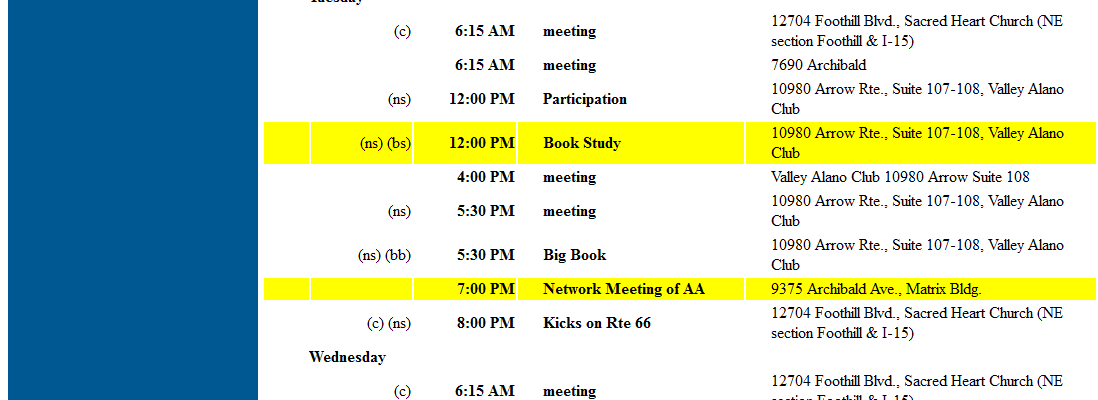 Tuesday
(c) 6:15 AM meeting 12704 Foothill Blvd., Sacred Heart Church (NE
section Foothill & I-15)
6:15 AM meeting 7690 Archibald
(ns) 12:00 PM Participation 10980 Arrow Rte., Suite 107-108, Valley Alano
Club
(ns) (bs) 12:00 PM Book Study 10980 Arrow Rte., Suite 107-108, Valley Alano
Club
4:00 PM meeting Valley Alano Club 10980 Arrow Suite 108
(ns) 5:30 PM meeting 10980 Arrow Rte., Suite 107-108, Valley Alano
Club
(ns) (bb) 5:30 PM Big Book 10980 Arrow Rte., Suite 107-108, Valley Alano
Club
7:00 PM Network Meeting of AA 9375 Archibald Ave., Matrix Bldg.
(c) (ns) 8:00 PM Kicks on Rte 66 12704 Foothill Blvd., Sacred Heart Church (NE
section Foothill & I-15)
Wednesday
(c) 6:15 AM meeting 12704 Foothill Blvd., Sacred Heart Church (NE
section Foothill & I-15)